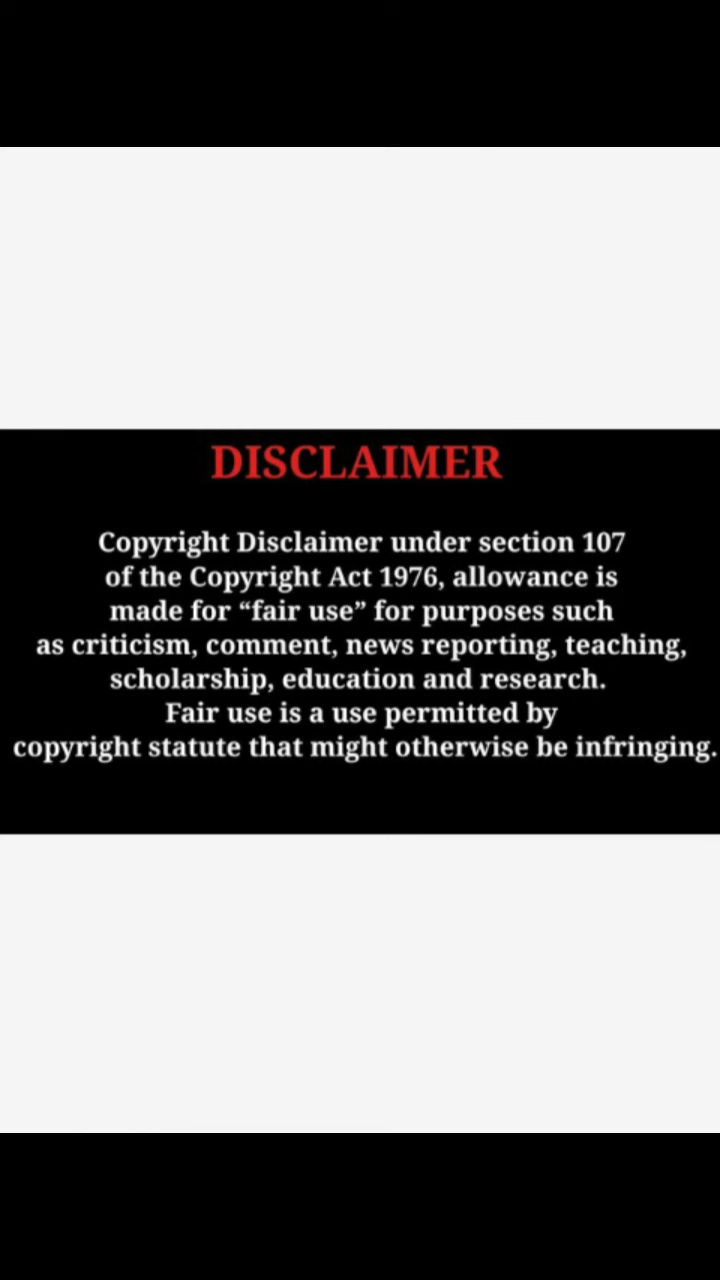 DISCLAIMER
Copyright Disclaimer under section 107
of the Copyright Act 1976, allowance is
made for “fair use” for purposes such
as criticism, comment, news reporting, teaching,
scholarship, education and research.
Fair use is a use permitted by
copyright statute that might otherwise be infringing.